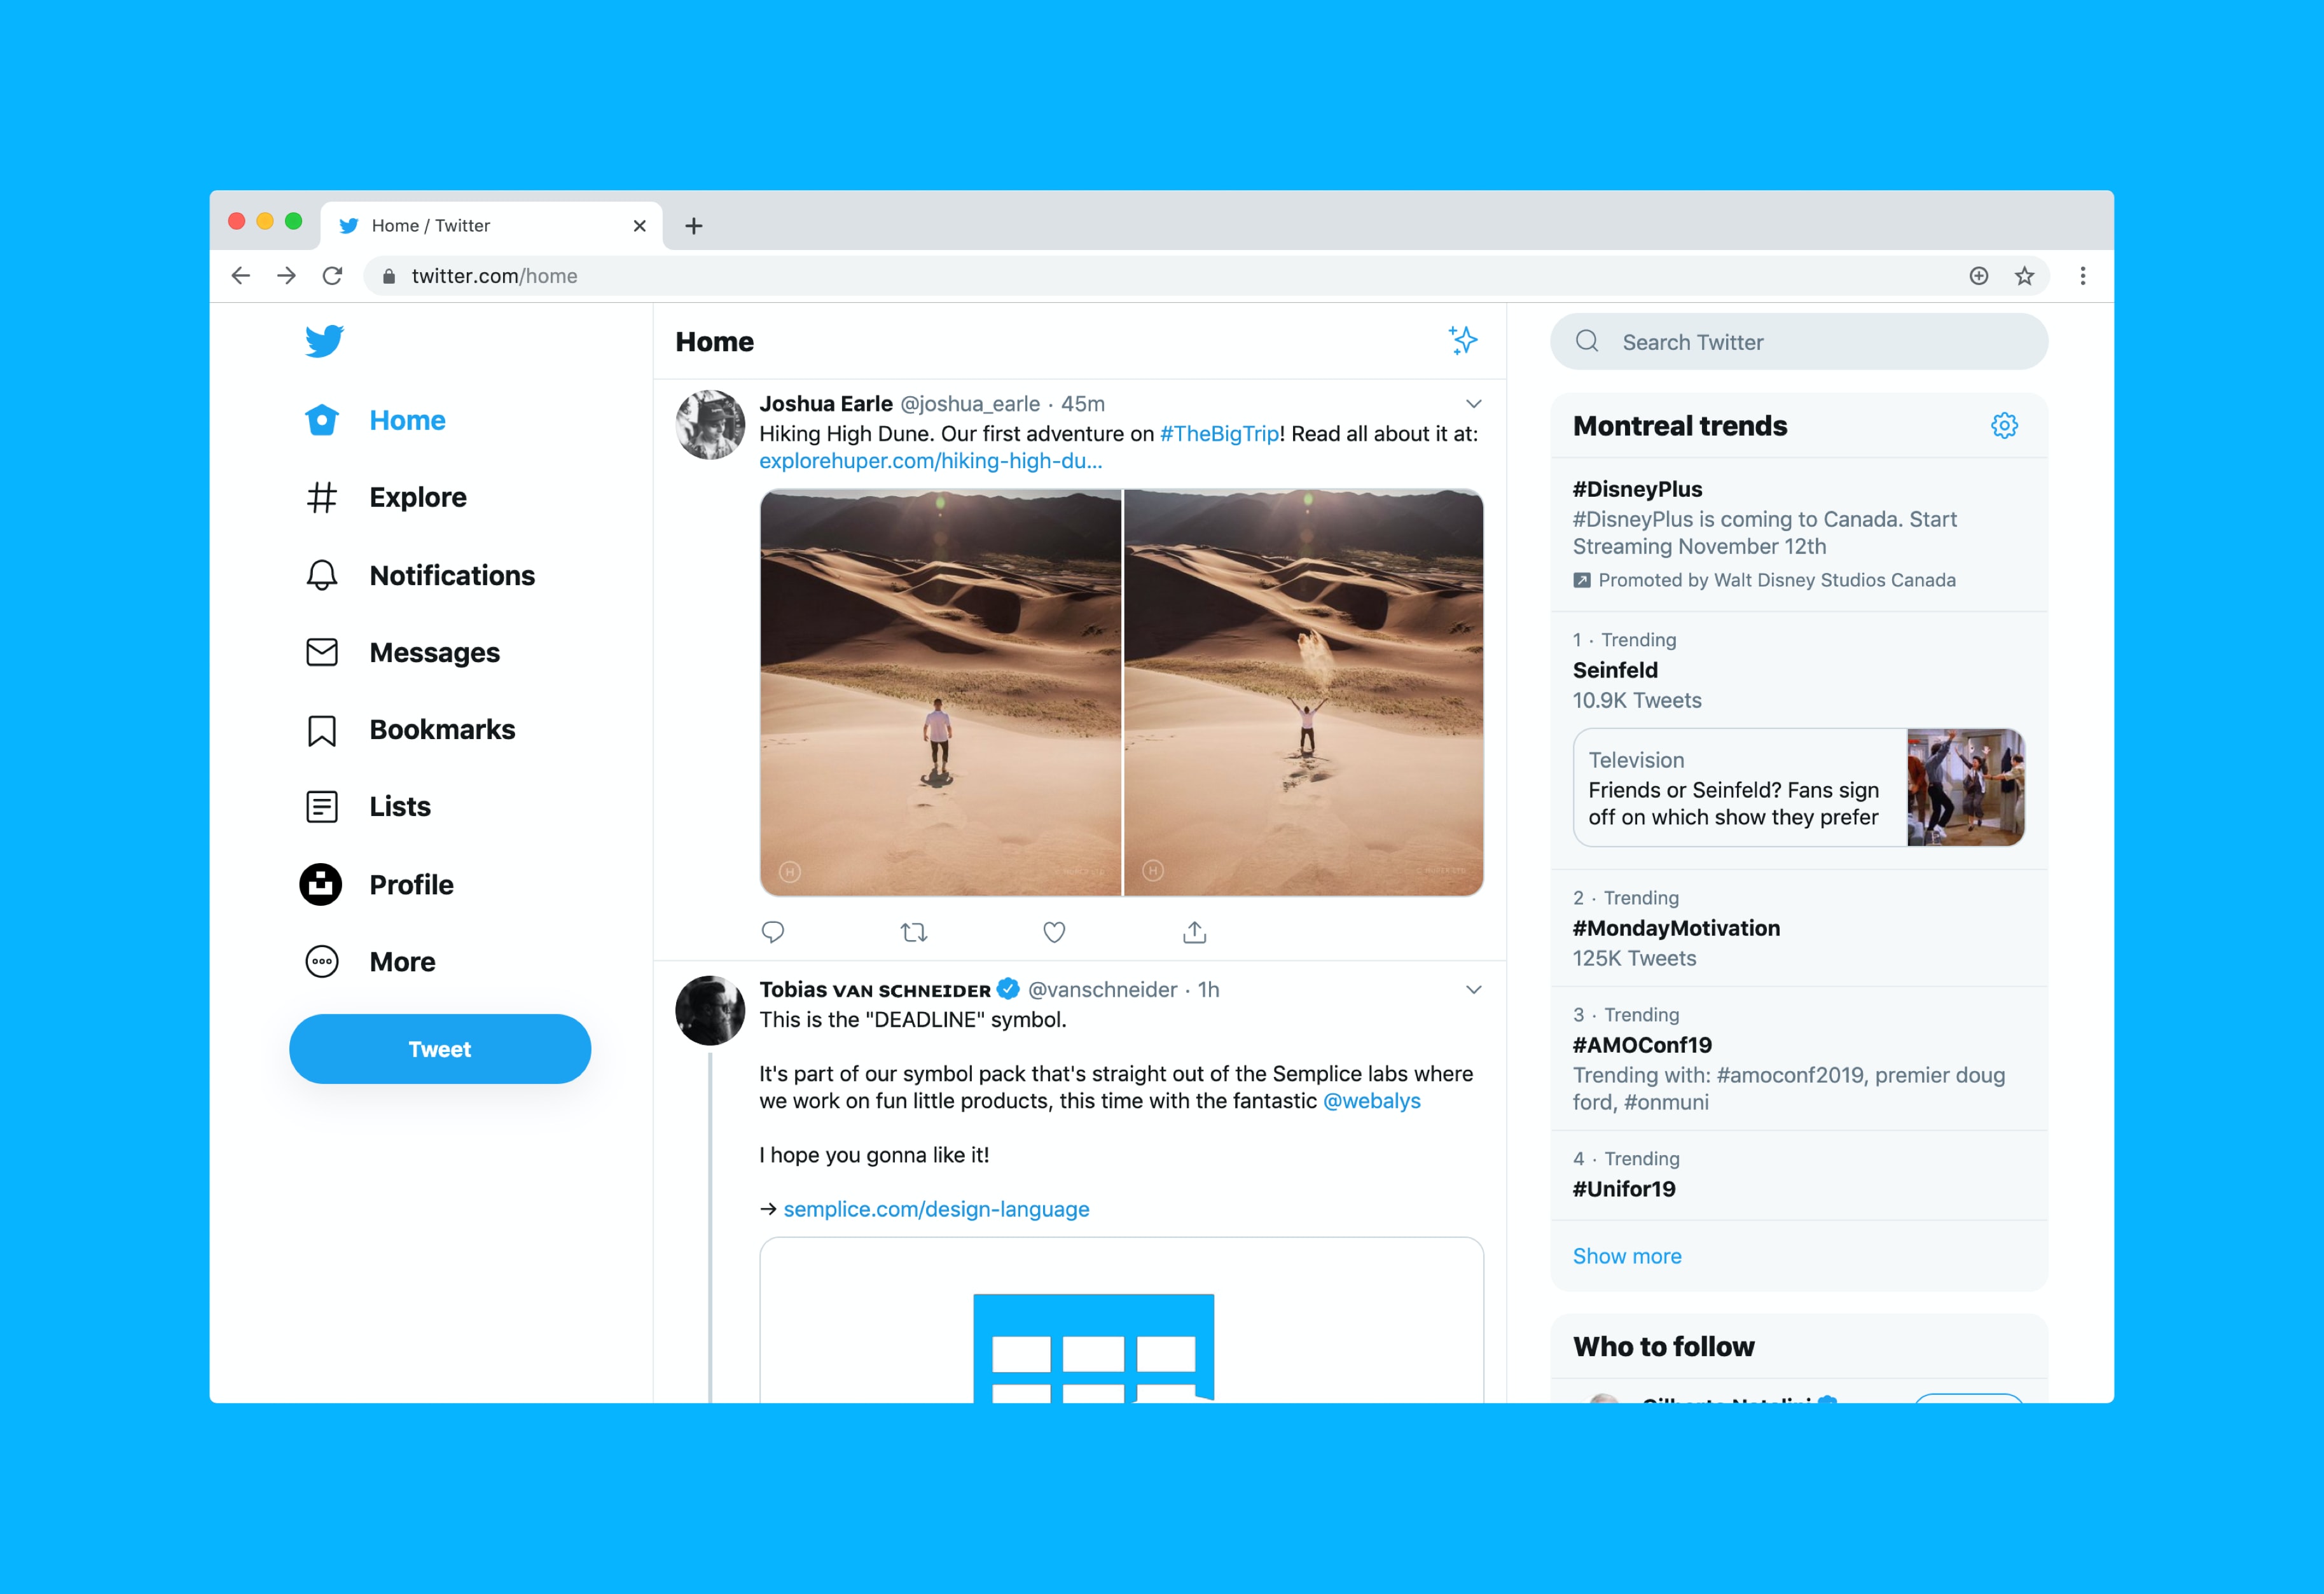 Home / Twitter
twitter.com/home
Home
Explore
Notifications
Messages
Bookmarks
Lists
Profile
More
Tweet
Home
Joshua Earle @joshua_earle · 45m
Hiking High Dune. Our first adventure on #TheBigTrip! Read all about it at:
explorehuper.com/hiking-high-du...
H
H
Tobias VAN SCHNEIDER @vanschneider · 1h
This is the "DEADLINE" symbol.
It's part of our symbol pack that's straight out of the Semplice labs where
we work on fun little products, this time with the fantastic @webalys
I hope you gonna like it!
→ semplice.com/design-language
Search Twitter
Montreal trends
#DisneyPlus
#DisneyPlus is coming to Canada. Start
Streaming November 12th
Promoted by Walt Disney Studios Canada
1 · Trending
Seinfeld
10.9K Tweets
Television
Friends or Seinfeld? Fans sign
off on which show they prefer
2 · Trending
#MondayMotivation
125K Tweets
3 · Trending
#AMOConf19
Trending with: #amoconf2019, premier doug
ford, #onmuni
4 · Trending
#Unifor19
Show more
Who to follow